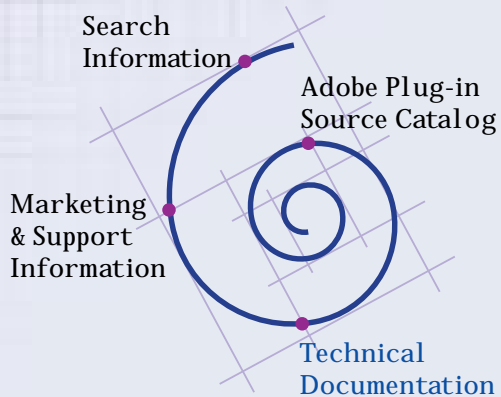 Search
Information
Adobe Plug-in
Source Catalog
Marketing
& Support
Information
Technical
Documentation